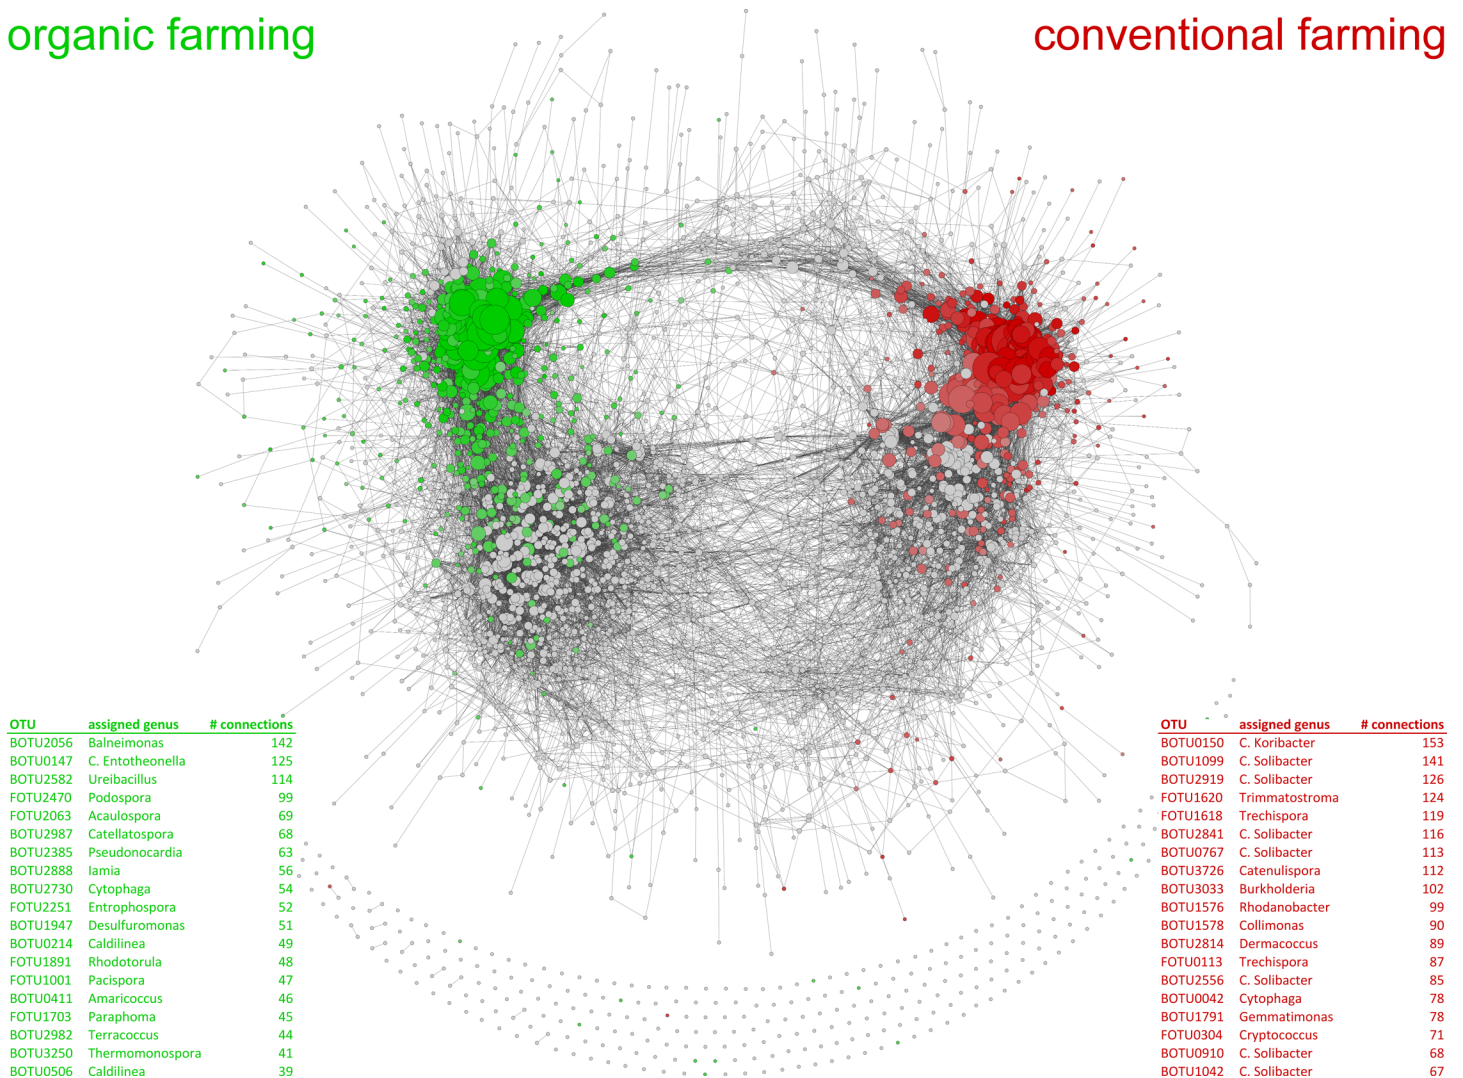 organic farming
conventional farming
OTU assigned genus # connections
BOTU2056 Balneimonas 142
BOTU0147 C. Entotheonella 125
BOTU2582 Ureibacillus 114
FOTU2470 Podospora 99
FOTU2063 Acaulospora 69
BOTU2987 Catellatospora 68
BOTU2385 Pseudonocardia 63
BOTU2888 Iamia 56
BOTU2730 Cytophaga 54
FOTU2251 Entrophospora 52
BOTU1947 Desulfuromonas 51
BOTU0214 Caldilinea 49
FOTU1891 Rhodotorula 48
FOTU1001 Pacispora 47
BOTU0411 Amaricoccus 46
FOTU1703 Paraphoma 45
BOTU2982 Terracoccus 44
BOTU3250 Thermomonospora 41
BOTU0506 Caldilinea 39
OTU assigned genus # connections
BOTU0150 C. Koribacter 153
BOTU1099 C. Solibacter 141
BOTU2919 C. Solibacter 126
FOTU1620 Trimmatostroma 124
FOTU1618 Trechispora 119
BOTU2841 C. Solibacter 116
BOTU0767 C. Solibacter 113
BOTU3726 Catenulispora 112
BOTU3033 Burkholderia 102
BOTU1576 Rhodanobacter 99
BOTU1578 Collimonas 90
BOTU2814 Dermacoccus 89
FOTU0113 Trechispora 87
BOTU2556 C. Solibacter 85
BOTU0042 Cytophaga 78
BOTU1791 Gemmatimonas 78
FOTU0304 Cryptococcus 71
BOTU0910 C. Solibacter 68
BOTU1042 C. Solibacter 67